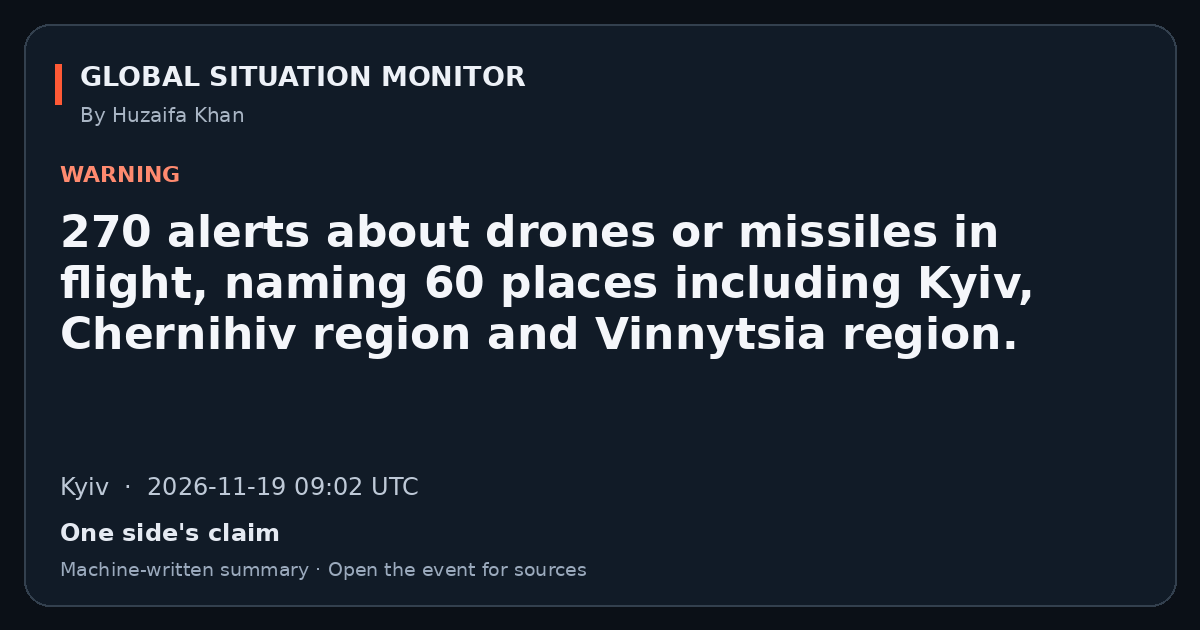 GLOBAL SITUATION MONITOR
By Huzaifa Khan
WARNING
270 alerts about drones or missiles in
flight, naming 60 places including Kyiv,
Chernihiv region and Vinnytsia region.
Kyiv · 2026-11-19 09:02 UTC
One side's claim
Machine-written summary · Open the event for sources